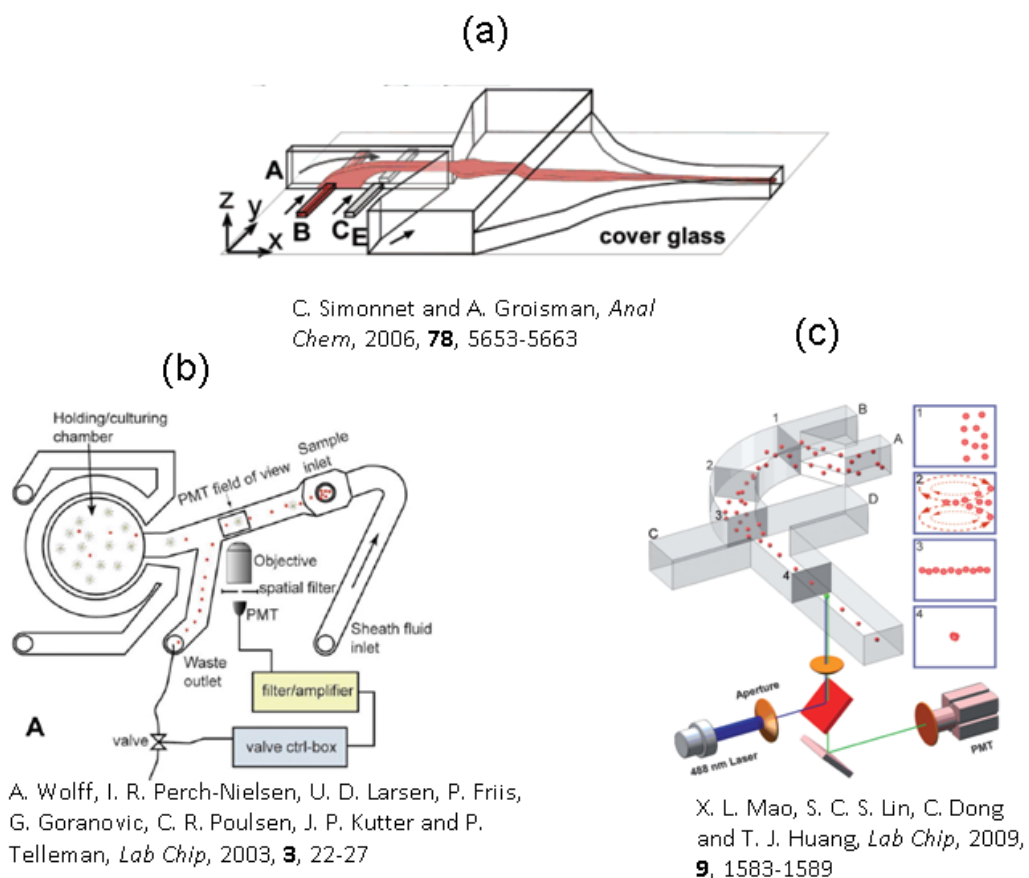 (a)
A
z
y
x
B
C
E
cover glass
C. Simonnet and A. Groisman, Anal
Chem, 2006, 78, 5653-5663
(b)
Holding/culturing
chamber
PMT field of view
Sample
inlet
Objective
spatial filter
PMT
Sheath fluid
inlet
Waste
outlet
filter/amplifier
A
valve
valve ctrl-box
A. Wolff, I. R. Perch-Nielsen, U. D. Larsen, P. Friis,
G. Goranovic, C. R. Poulsen, J. P. Kutter and P.
Telleman, Lab Chip, 2003, 3, 22-27
(c)
1
B
A
2
D
3
C
4
1
2
3
4
Aperture
488 nm Laser
PMT
X. L. Mao, S. C. S. Lin, C. Dong
and T. J. Huang, Lab Chip, 2009,
9, 1583-1589